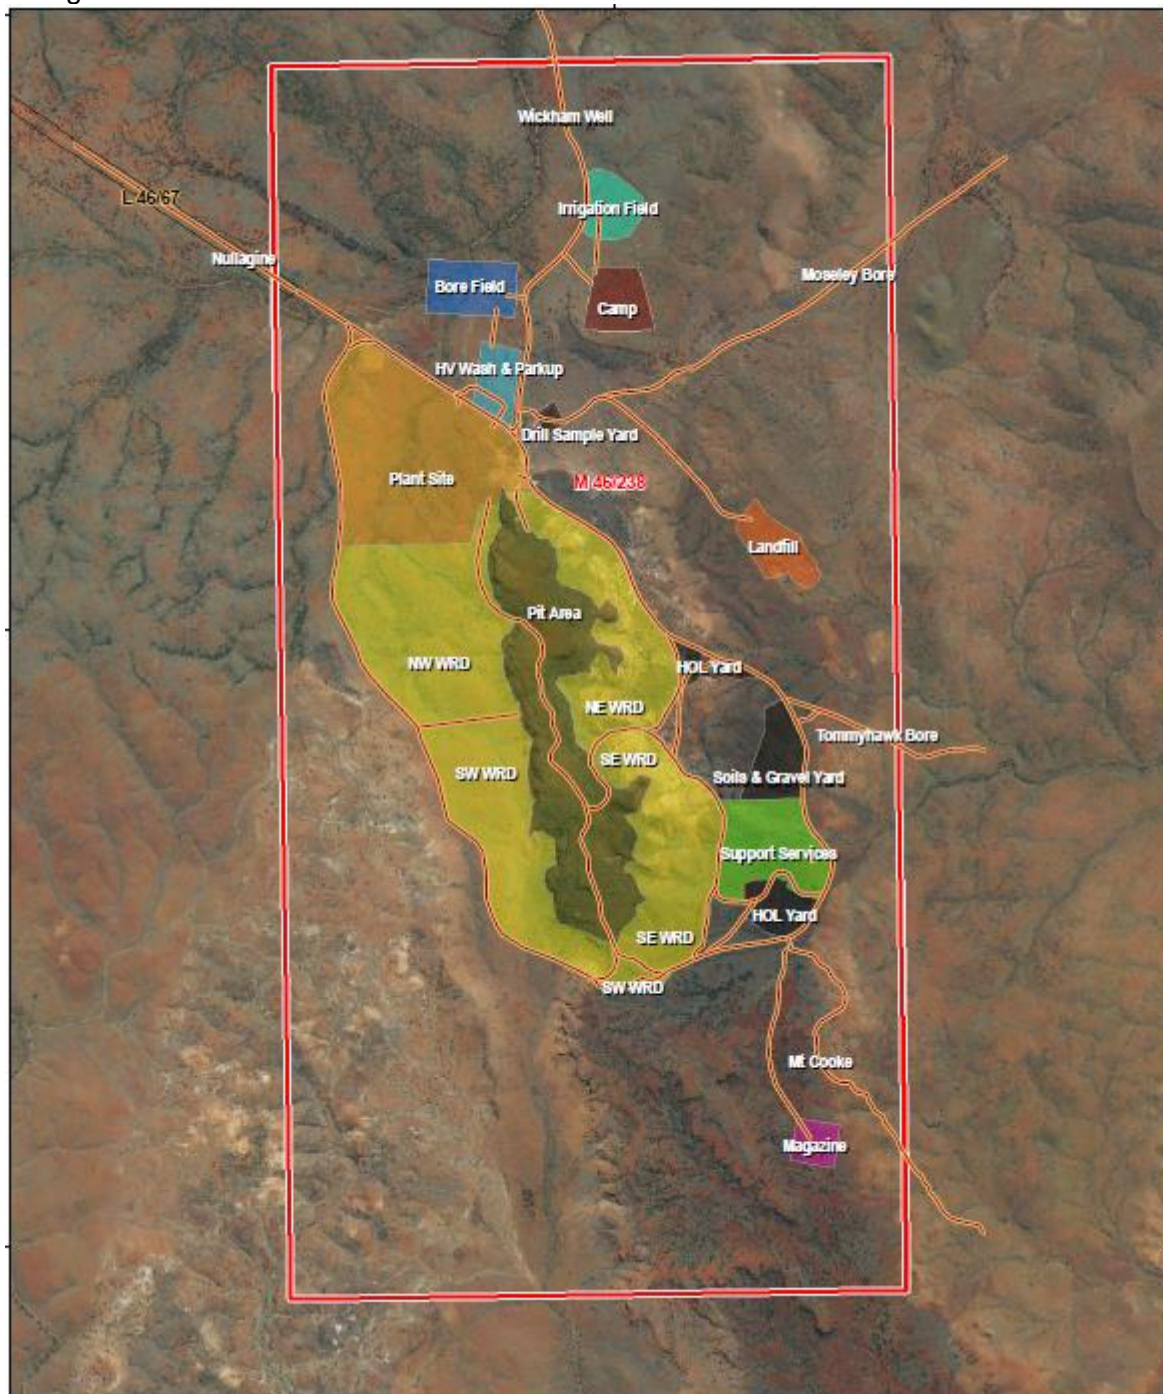 Wickham Well
L 46/67
Irrigation Field
Nullagine
Moseley Bore
Bore Field
Camp
HV Wash & Parkup
Drill Sample Yard
Plant Site
M 46/238
Landfill
Pit Area
NW WRD
HOL Yard
NE WRD
Tommyhawk Bore
SE WRD
SW WRD
Soils & Gravel Yard
Support Services
HOL Yard
SE WRD
SW WRD
Mt Cooke
Magazine